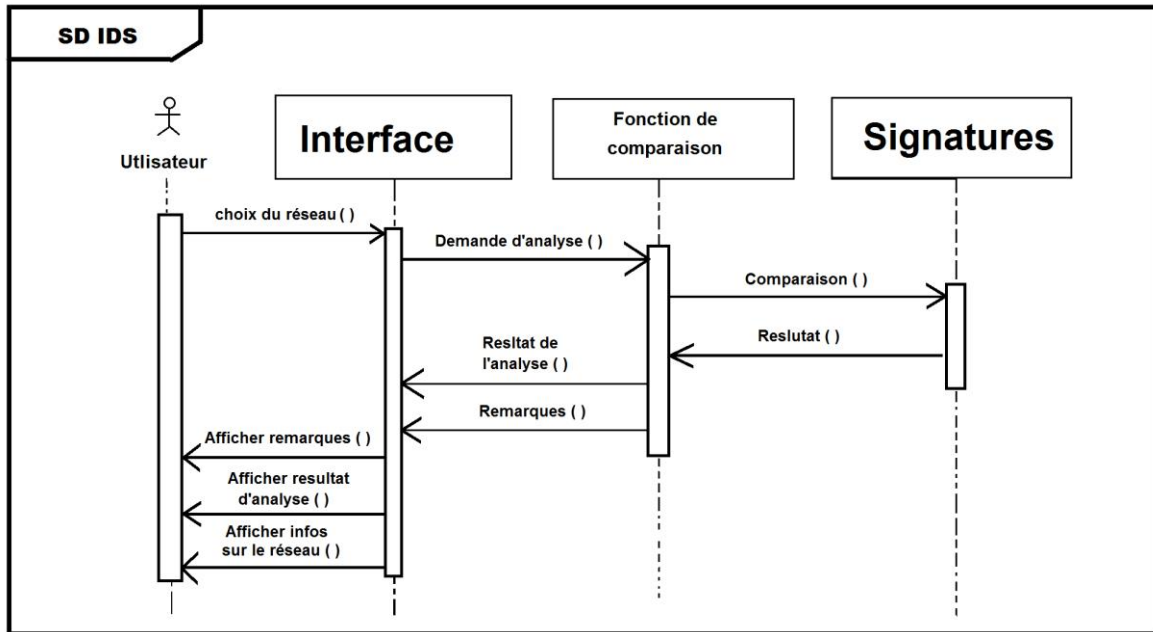 SD IDS
Utlisateur
Interface
Fonction de
comparaison
Signatures
choix du réseau ( )
Demande d'analyse ( )
Comparaison ( )
Reslutat ( )
Resltat de
l'analyse ( )
Remarques ( )
Afficher remarques ( )
Afficher resultat
d'analyse ( )
Afficher infos
sur le réseau ( )